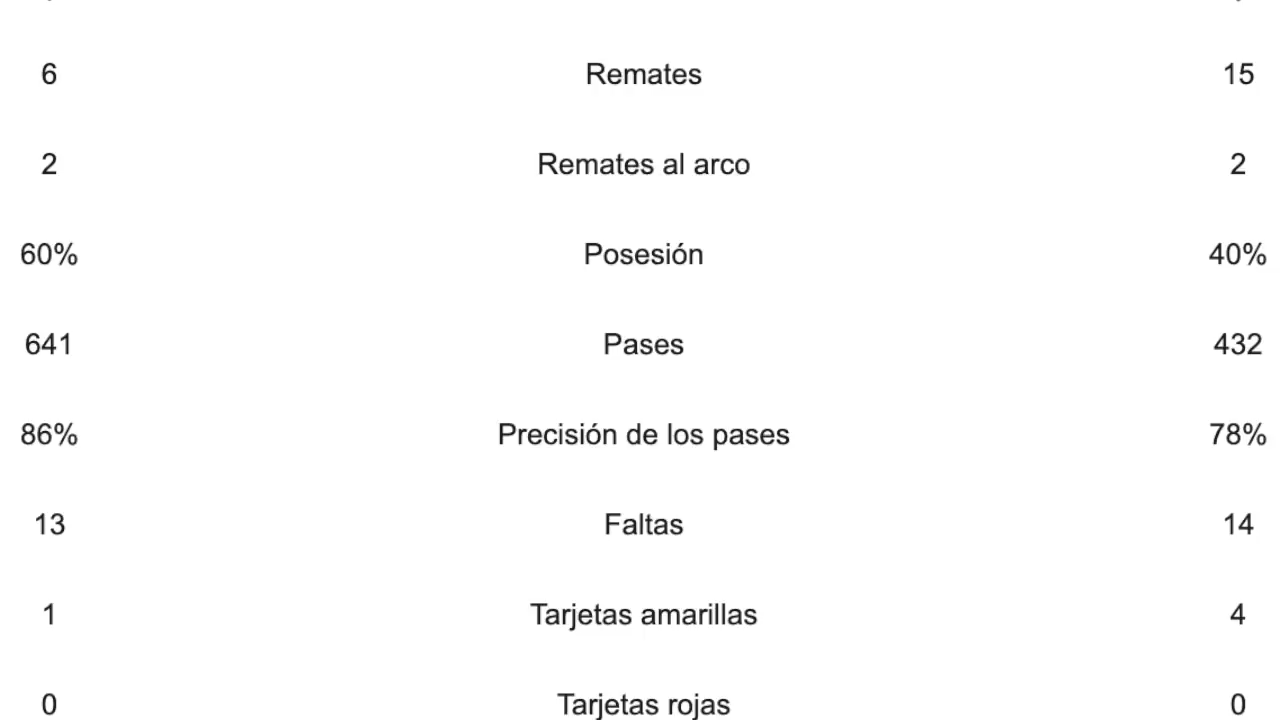 6 Remates 15
2 Remates al arco 2
60% Posesión 40%
641 Pases 432
86% Precisión de los pases 78%
13 Faltas 14
1 Tarjetas amarillas 4
0 Tarjetas rojas 0